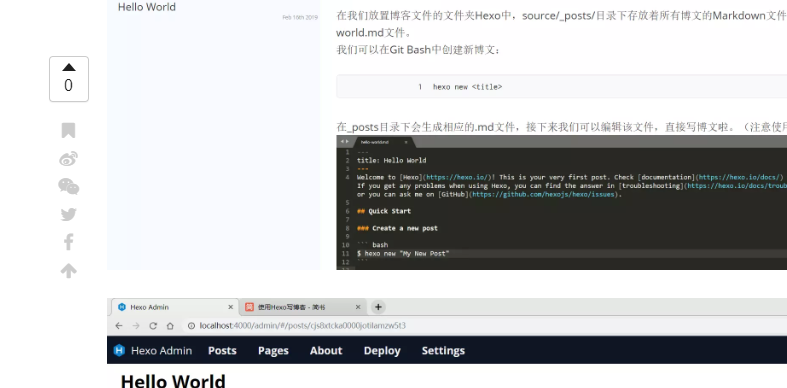 Hello World
Feb 16th 2019
在我们放置博客文件的文件夹Hexo中，source/_posts/目录下存放着所有博文的Markdown文件
world.md文件。
我们可以在Git Bash中创建新博文：
1 hexo new <title>
0
在_posts目录下会生成相应的.md文件，接下来我们可以编辑该文件，直接写博文啦。（注意使用
hello-world.md
1 ---
2 title: Hello World
3 ---
4 Welcome to [Hexo](https://hexo.io/)! This is your very first post. Check [documentation](https://hexo.io/docs/)
If you get any problems when using Hexo, you can find the answer in [troubleshooting](https://hexo.io/docs/troub
or you can ask me on [GitHub](https://github.com/hexojs/hexo/issues).
5
6 ## Quick Start
7
8 ### Create a new post
9
10 ``` bash
11 $ hexo new "My New Post"
12 ```
Hexo Admin
使用Hexo写博客 - 简书
localhost:4000/admin/#/posts/cjs8xtcka0000jotilamzw5t3
Hexo Admin Posts Pages About Deploy Settings
Hello World